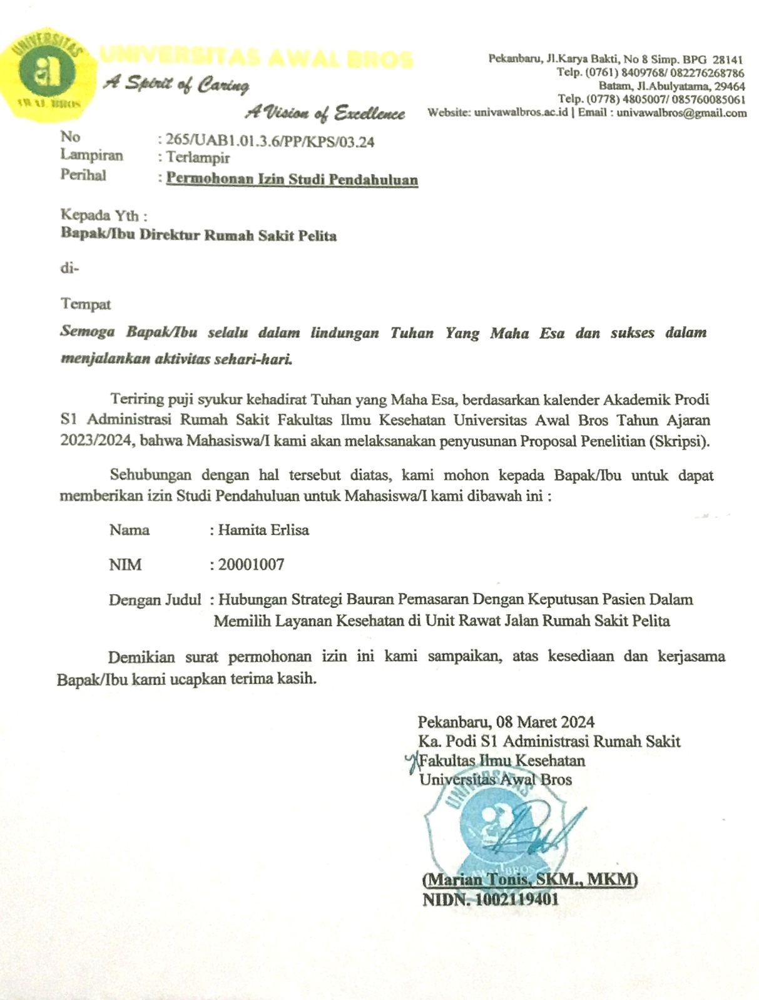 UNIVERSITAS
AWAL BROS
UNIVERSITAS AWAL BROS
A Spirit of Caring
A Vision of Excellence
Pekanbaru, Jl.Karya Bakti, No 8 Simp. BPG 28141
Telp. (0761) 8409768/ 082276268786
Batam, Jl.Abulyatama, 29464
Telp. (0778) 4805007/ 085760085061
Website: univawalbros.ac.id | Email : univawalbros@gmail.com
No : 265/UAB1.01.3.6/PP/KPS/03.24
Lampiran : Terlampir
Perihal : Permohonan Izin Studi Pendahuluan
Kepada Yth :
Bapak/Ibu Direktur Rumah Sakit Pelita
di-
Tempat
Semoga Bapak/Ibu selalu dalam lindungan Tuhan Yang Maha Esa dan sukses dalam
menjalankan aktivitas sehari-hari.
Teriring puji syukur kehadirat Tuhan yang Maha Esa, berdasarkan kalender Akademik Prodi
S1 Administrasi Rumah Sakit Fakultas Ilmu Kesehatan Universitas Awal Bros Tahun Ajaran
2023/2024, bahwa Mahasiswa/I kami akan melaksanakan penyusunan Proposal Penelitian (Skripsi).
Sehubungan dengan hal tersebut diatas, kami mohon kepada Bapak/Ibu untuk dapat
memberikan izin Studi Pendahuluan untuk Mahasiswa/I kami dibawah ini :
Nama : Hamita Erlisa
NIM : 20001007
Dengan Judul : Hubungan Strategi Bauran Pemasaran Dengan Keputusan Pasien Dalam
Memilih Layanan Kesehatan di Unit Rawat Jalan Rumah Sakit Pelita
Demikian surat permohonan izin ini kami sampaikan, atas kesediaan dan kerjasama
Bapak/Ibu kami ucapkan terima kasih.
Pekanbaru, 08 Maret 2024
Ka. Podi S1 Administrasi Rumah Sakit
Fakultas Ilmu Kesehatan
Universitas Awal Bros
UNIVERSITAS
AWAL BROS
(Marian Tonis, SKM., MKM)
NIDN. 1002119401